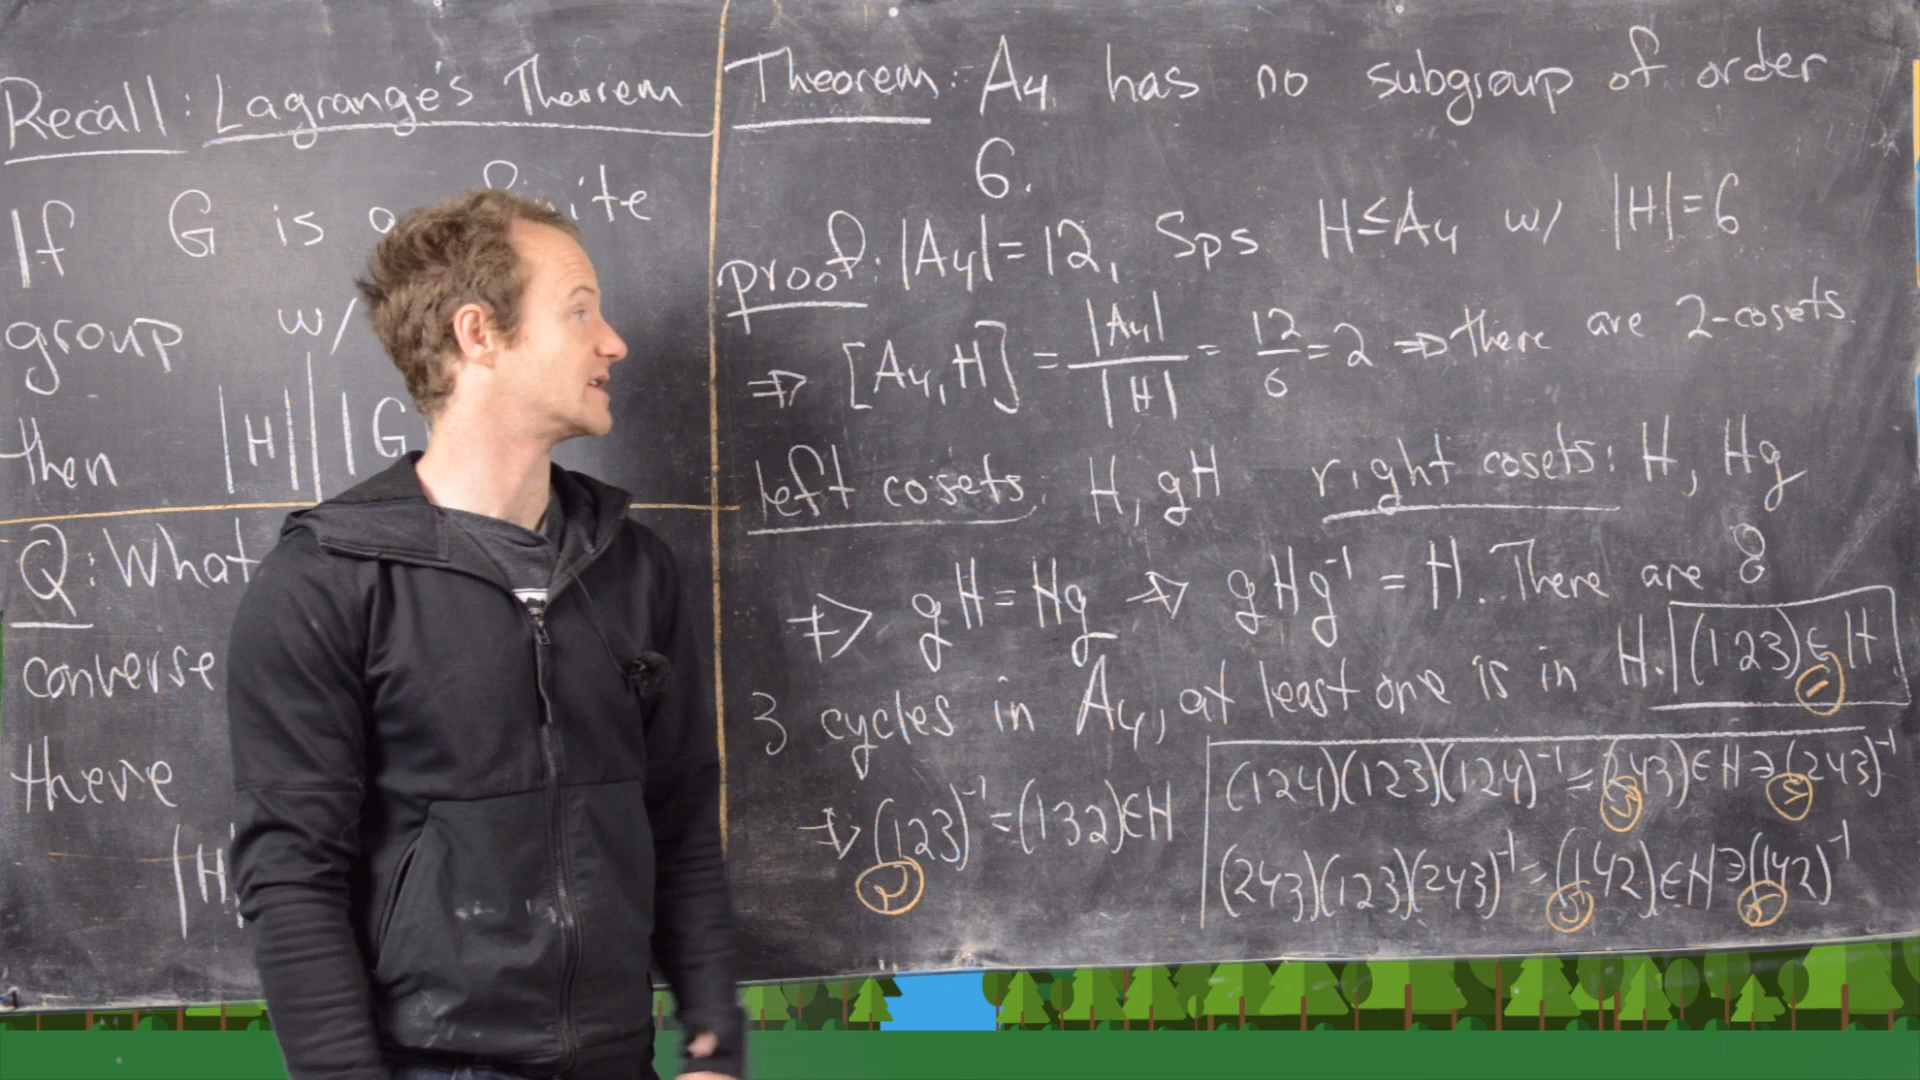 Recall: Lagrange's Theorem
If G is a finite
group w/
then |H| | |G
Q: What
converse
there
|H|
Theorem: A4 has no subgroup of order
6.
proof: |A4| = 12, Sps H ≤ A4 w/ |H| = 6
⇒ [A4, H] = |A4| / |H| = 12/6 = 2 ⇒ there are 2-cosets.
left cosets: H, gH right cosets: H, Hg
⇒ gH = Hg ⇒ gHg⁻¹ = H. There are 8
3 cycles in A4, at least one is in H. (123) ∈ H
⇒ (123)⁻¹ = (132) ∈ H
(124)(123)(124)⁻¹ = (243) ∈ H ∋ (243)⁻¹
(243)(123)(243)⁻¹ = (142) ∈ H ∋ (142)⁻¹